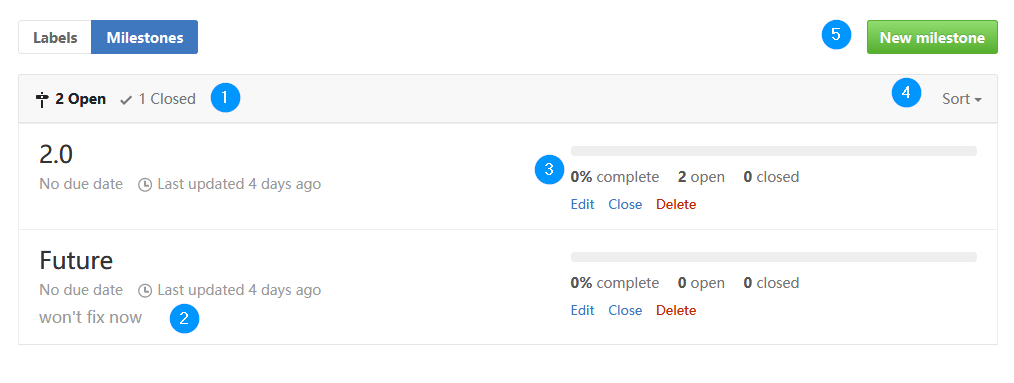 Labels Milestones 5 New milestone
2 Open 1 Closed 1 4 Sort
2.0
3
0% complete 2 open 0 closed
No due date Last updated 4 days ago
Edit Close Delete
Future
0% complete 0 open 0 closed
No due date Last updated 4 days ago
Edit Close Delete
won't fix now 2